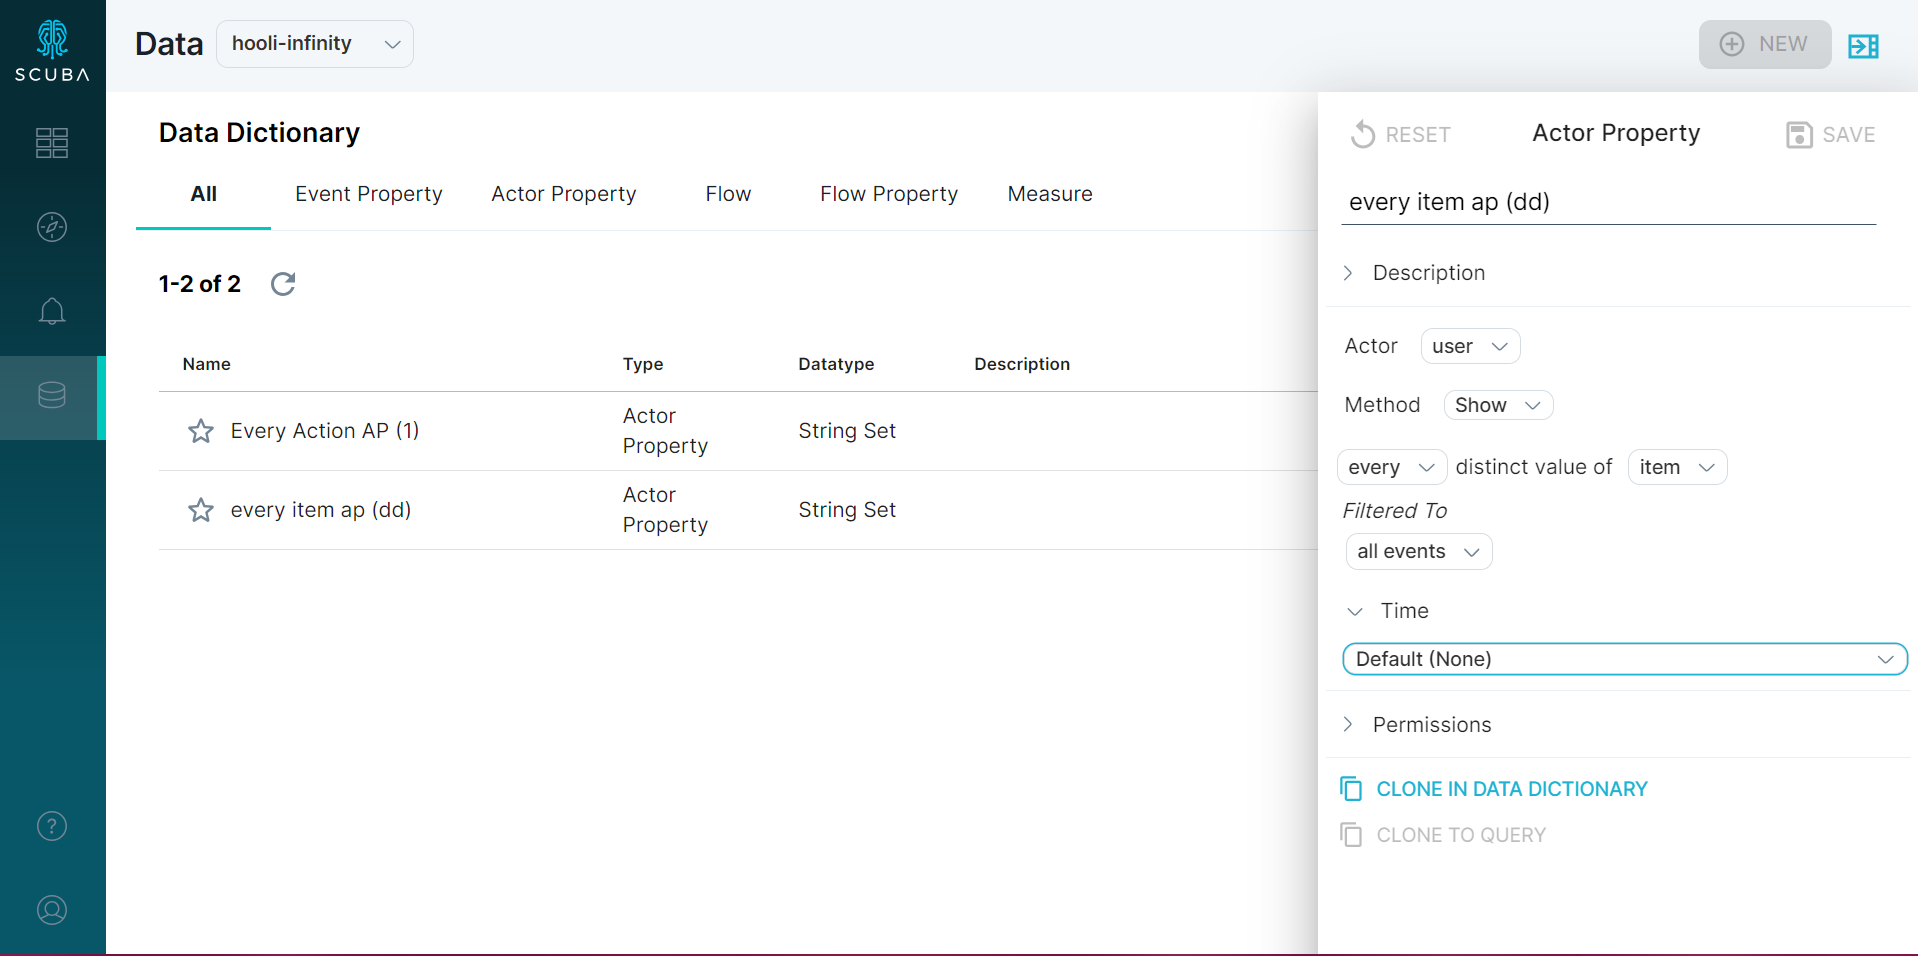 SCUBA
Data
hooli-infinity
NEW
Data Dictionary
All
Event Property
Actor Property
Flow
Flow Property
Measure
1-2 of 2
Name
Type
Datatype
Description
Every Action AP (1)
Actor
Property
String Set
every item ap (dd)
Actor
Property
String Set
RESET
Actor Property
SAVE
every item ap (dd)
Description
Actor user
Method Show
every distinct value of item
Filtered To
all events
Time
Default (None)
Permissions
CLONE IN DATA DICTIONARY
CLONE TO QUERY
?